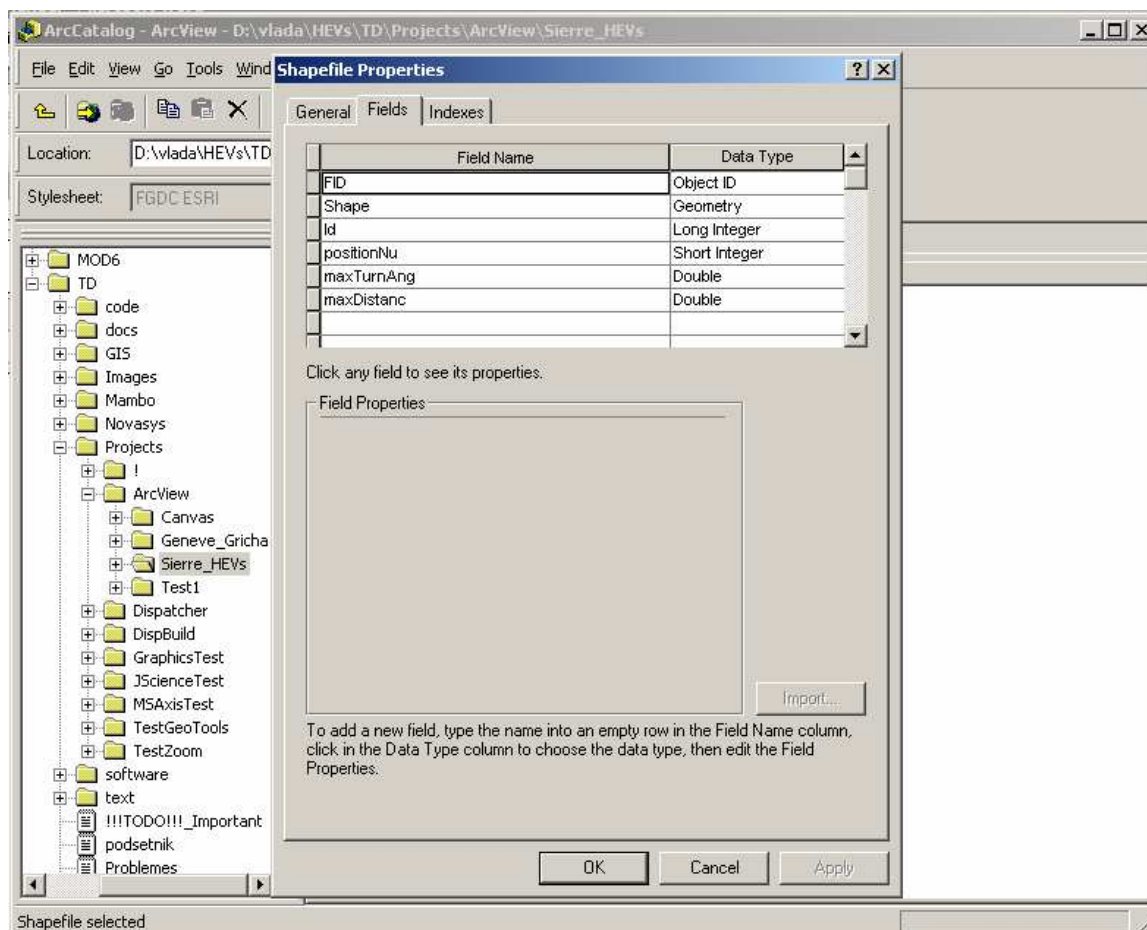 ArcCatalog - ArcView - D:\vlada\HEVs\TD\Projects\ArcView\Sierre_HEVs
File Edit View Go Tools Wind
Location: D:\vlada\HEVs\TD
Stylesheet: FGDC ESRI
MOD6
TD
code
docs
GIS
Images
Mambo
Novasys
Projects
!
ArcView
Canvas
Geneve_Gricha
Sierre_HEVs
Test1
Dispatcher
DispBuild
GraphicsTest
JScienceTest
MSAxisTest
TestGeoTools
TestZoom
software
text
!!!TODO!!!_Important
podsetnik
Problemes
Shapefile selected
Shapefile Properties
General Fields Indexes
Field Name Data Type
FID Object ID
Shape Geometry
Id Long Integer
positionNu Short Integer
maxTurnAng Double
maxDistanc Double
Click any field to see its properties.
Field Properties
Import...
To add a new field, type the name into an empty row in the Field Name column,
click in the Data Type column to choose the data type, then edit the Field
Properties.
OK Cancel Apply